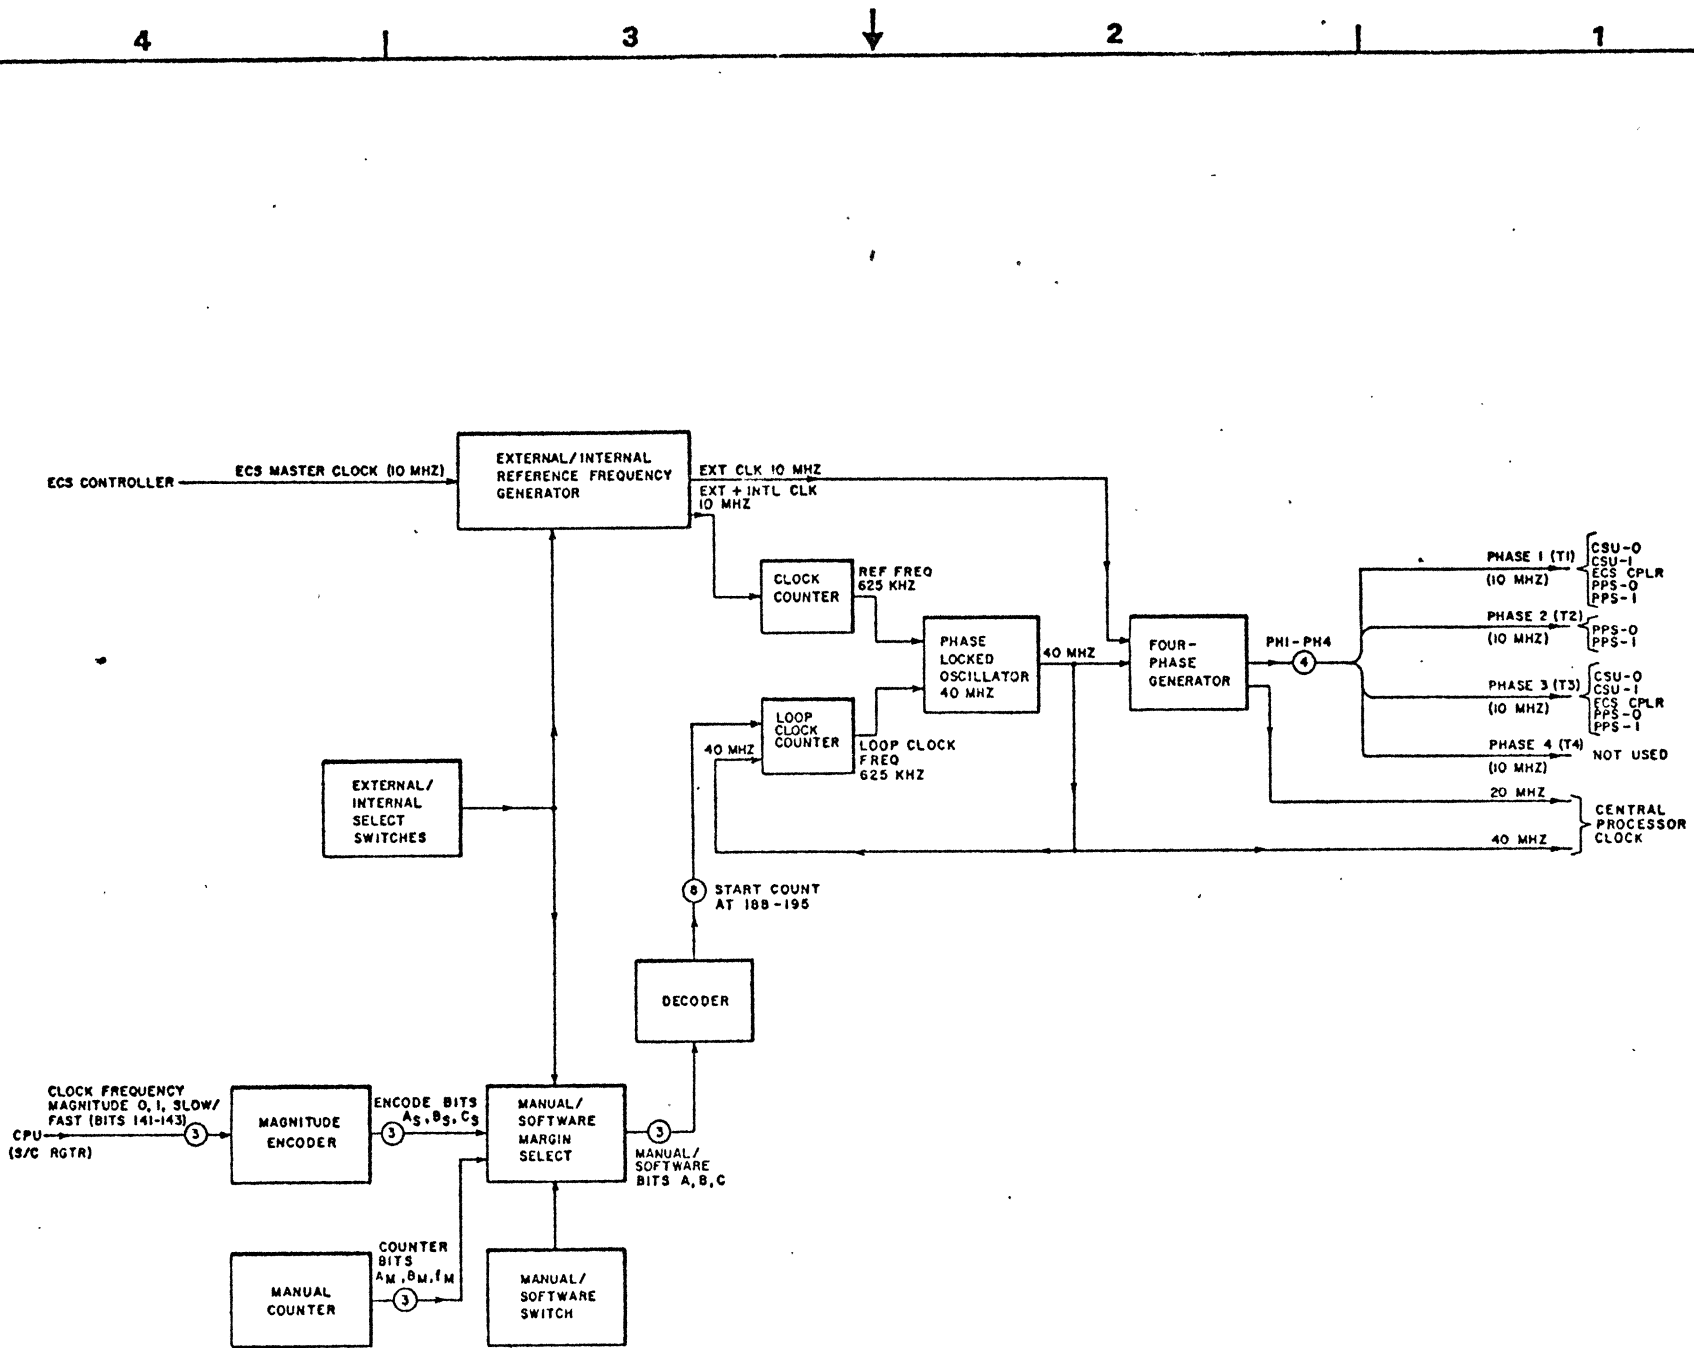 4
3
2
1
ECS CONTROLLER
ECS MASTER CLOCK (10 MHZ)
EXTERNAL/INTERNAL
REFERENCE FREQUENCY
GENERATOR
EXT CLK 10 MHZ
EXT + INTL CLK
10 MHZ
CLOCK
COUNTER
REF FREQ
625 KHZ
PHASE
LOCKED
OSCILLATOR
40 MHZ
40 MHZ
FOUR-
PHASE
GENERATOR
PH1-PH4
4
PHASE 1 (T1)
(10 MHZ)
CSU-0
CSU-1
ECS CPLR
PPS-0
PPS-1
PHASE 2 (T2)
(10 MHZ)
PPS-0
PPS-1
PHASE 3 (T3)
(10 MHZ)
CSU-0
CSU-1
ECS CPLR
PPS-0
PPS-1
PHASE 4 (T4)
(10 MHZ)
NOT USED
20 MHZ
40 MHZ
CENTRAL
PROCESSOR
CLOCK
LOOP
CLOCK
COUNTER
40 MHZ
LOOP CLOCK
FREQ
625 KHZ
EXTERNAL/
INTERNAL
SELECT
SWITCHES
8
START COUNT
AT 188-195
DECODER
CLOCK FREQUENCY
MAGNITUDE 0, 1, SLOW/
FAST (BITS 141-143)
CPU
(S/C RGTR)
3
MAGNITUDE
ENCODER
ENCODE BITS
AS, BS, CS
3
MANUAL/
SOFTWARE
MARGIN
SELECT
3
MANUAL/
SOFTWARE
BITS A, B, C
MANUAL
COUNTER
COUNTER
BITS
AM, BM, fM
3
MANUAL/
SOFTWARE
SWITCH